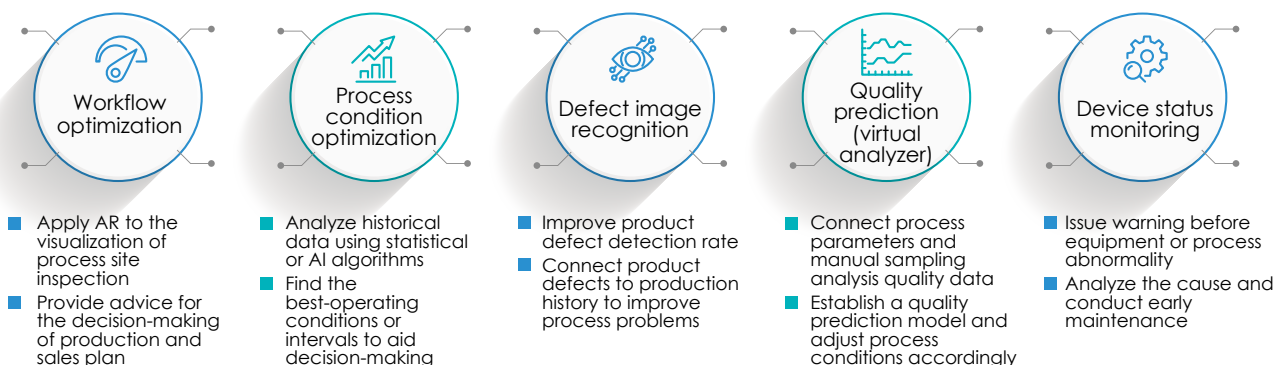 Workflow
optimization
Apply AR to the
visualization of
process site
inspection
Provide advice for
the decision-making
of production and
sales plan
Process
condition
optimization
Analyze historical
data using statistical
or AI algorithms
Find the
best-operating
conditions or
intervals to aid
decision-making
Defect image
recognition
Improve product
defect detection rate
Connect product
defects to production
history to improve
process problems
Quality
prediction
(virtual
analyzer)
Connect process
parameters and
manual sampling
analysis quality data
Establish a quality
prediction model and
adjust process
conditions accordingly
Device status
monitoring
Issue warning before
equipment or process
abnormality
Analyze the cause and
conduct early
maintenance